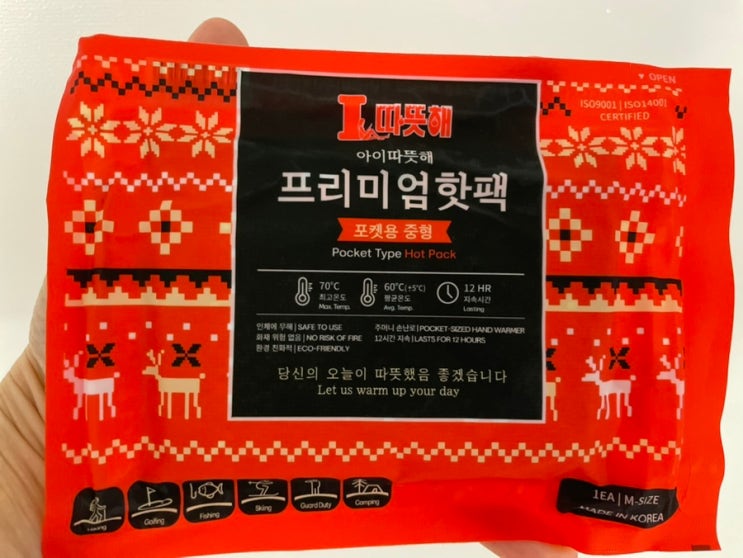 ▼ OPEN
ISO9001 | ISO14001
CERTIFIED
I 따뜻해
아이따뜻해
프리미엄핫팩
포켓용 중형
Pocket Type Hot Pack
70℃
최고온도
Max. Temp.
60℃(±5℃)
평균온도
Avg. Temp.
12 HR
지속시간
Lasting
인체에 무해 | SAFE TO USE
화재 위험 없음 | NO RISK OF FIRE
환경 친화적 | ECO-FRIENDLY
주머니 손난로 | POCKET-SIZED HAND WARMER
12시간 지속 | LASTS FOR 12 HOURS
당신의 오늘이 따뜻했음 좋겠습니다
Let us warm up your day
Hiking
Golfing
Fishing
Skiing
Guard Duty
Camping
1EA | M-SIZE
MADE IN KOREA